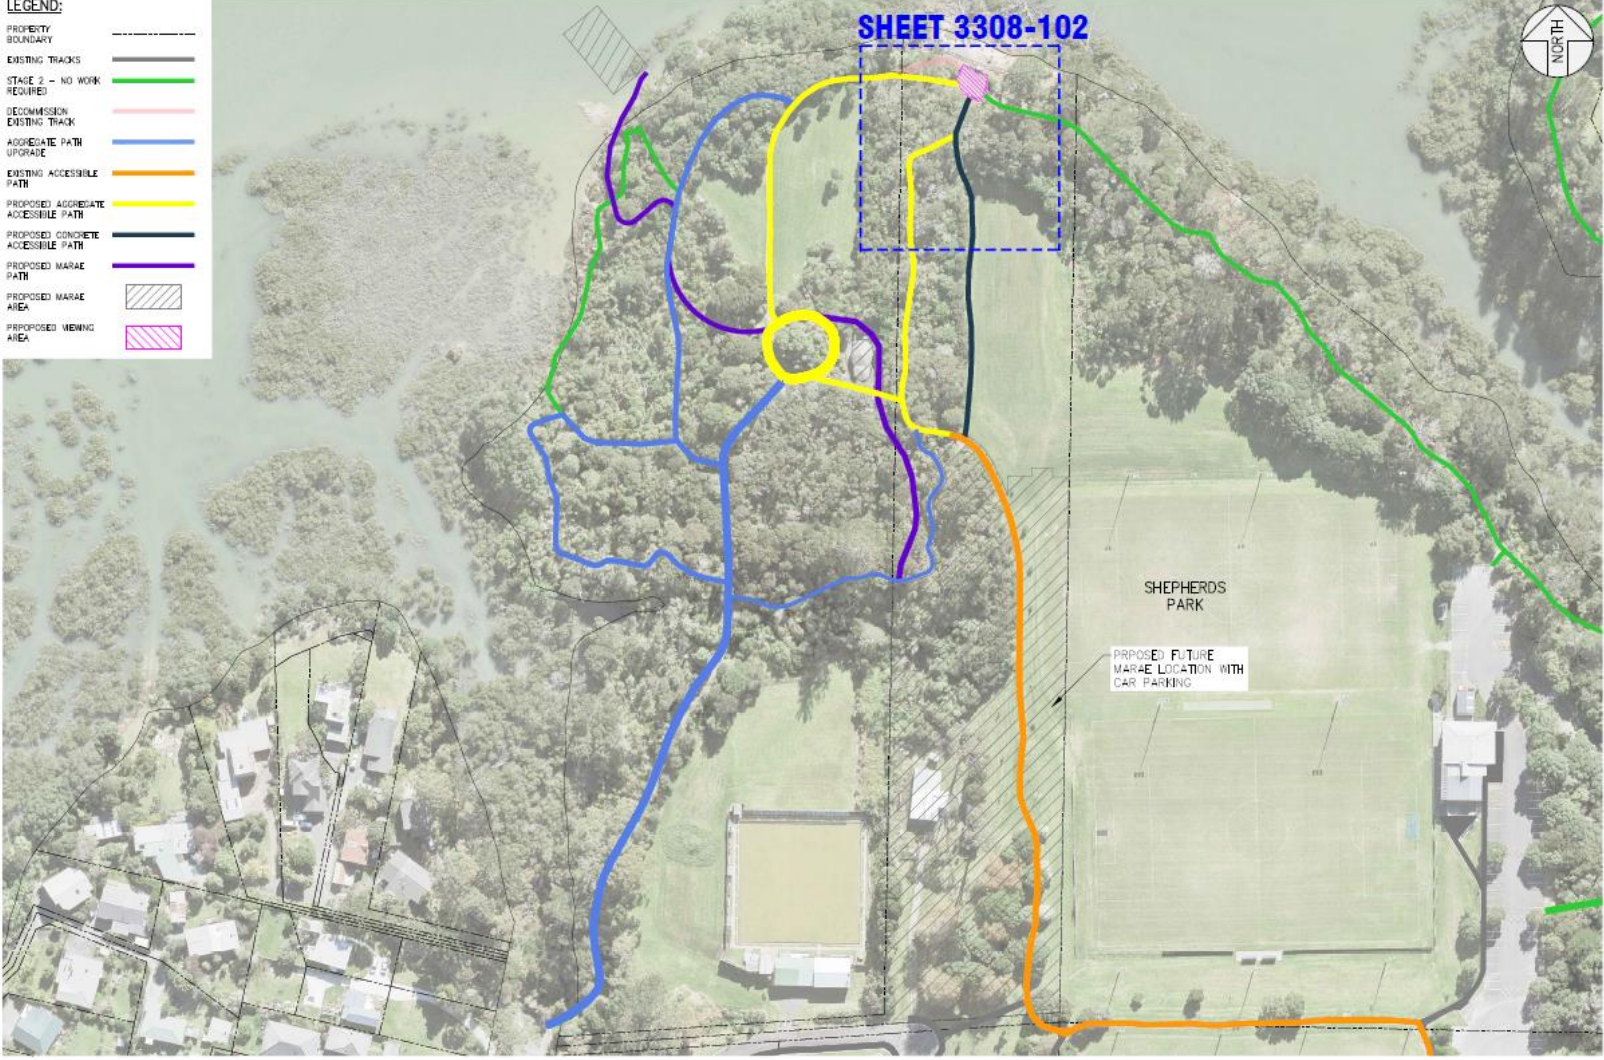 LEGEND:
PROPERTY
BOUNDARY
EXISTING TRACKS
STAGE 2 - NO WORK
REQUIRED
DECOMMISSION
EXISTING TRACK
AGGREGATE PATH
UPGRADE
EXISTING ACCESSIBLE
PATH
PROPOSED AGGREGATE
ACCESSIBLE PATH
PROPOSED CONCRETE
ACCESSIBLE PATH
PROPOSED MARAE
PATH
PROPOSED MARAE
AREA
PRPOPOSED VIEWING
AREA
SHEET 3308-102
NORTH
SHEPHERDS
PARK
PRPOSED FUTURE
MARAE LOCATION WITH
CAR PARKING